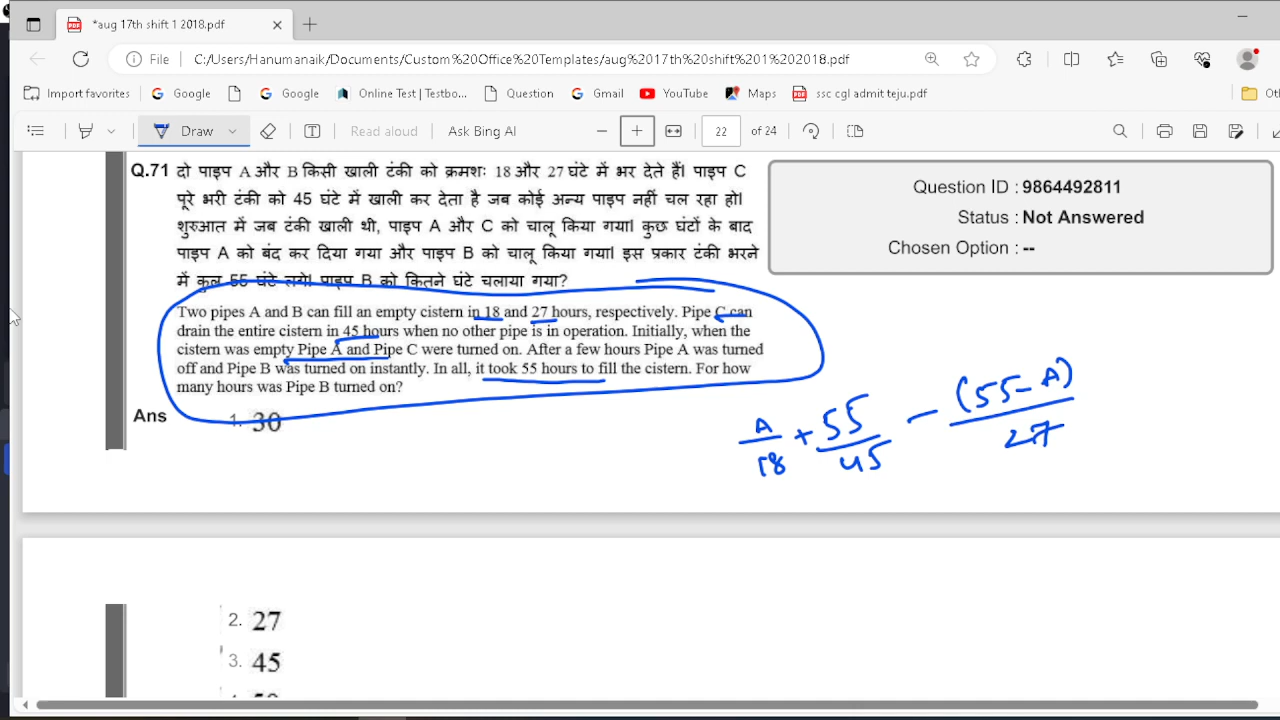 *aug 17th shift 1 2018.pdf
File C:/Users/Hanumanaik/Documents/Custom%20Office%20Templates/aug%2017th%20shift%201%202018.pdf
Import favorites Google Google Online Test | Testbo... Question Gmail YouTube Maps ssc cgl admit teju.pdf
Draw Read aloud Ask Bing AI 22 of 24
Q.71 दो पाइप A और B किसी खाली टंकी को क्रमशः 18 और 27 घंटे में भर देते हैं। पाइप C
पूरे भरी टंकी को 45 घंटे में खाली कर देता है जब कोई अन्य पाइप नहीं चल रहा हो।
शुरुआत में जब टंकी खाली थी, पाइप A और C को चालू किया गया। कुछ घंटों के बाद
पाइप A को बंद कर दिया गया और पाइप B को चालू किया गया। इस प्रकार टंकी भरने
में कुल 55 घंटे लगे। पाइप B को कितने घंटे चलाया गया?
Two pipes A and B can fill an empty cistern in 18 and 27 hours, respectively. Pipe C can
drain the entire cistern in 45 hours when no other pipe is in operation. Initially, when the
cistern was empty Pipe A and Pipe C were turned on. After a few hours Pipe A was turned
off and Pipe B was turned on instantly. In all, it took 55 hours to fill the cistern. For how
many hours was Pipe B turned on?
Ans 1. 30
Question ID : 9864492811
Status : Not Answered
Chosen Option : --
A/18 + 55/45 - (55-A)/27
2. 27
3. 45